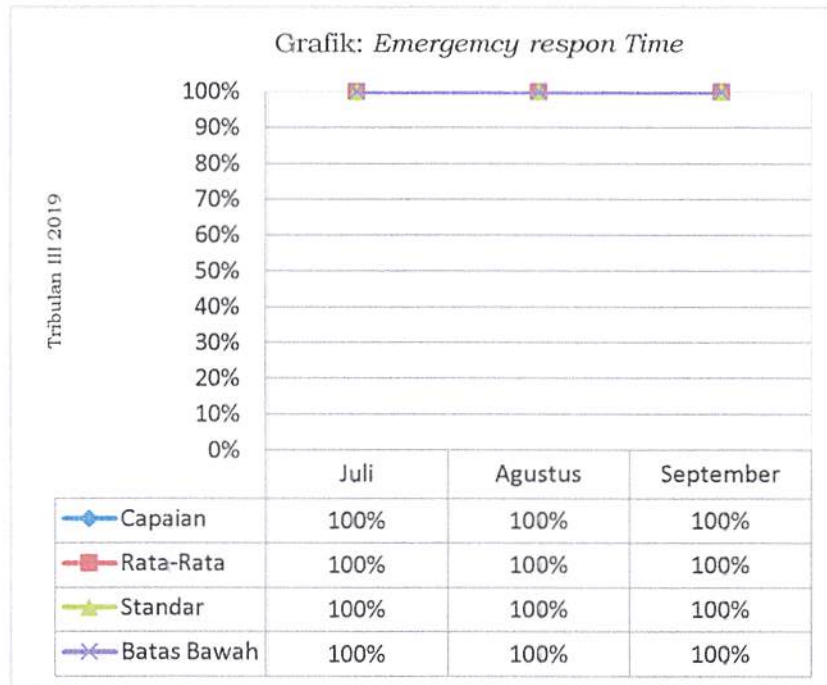 Grafik: Emergemcy respon Time
Tribulan III 2019
100%
90%
80%
70%
60%
50%
40%
30%
20%
10%
0%
Juli Agustus September
Capaian 100% 100% 100%
Rata-Rata 100% 100% 100%
Standar 100% 100% 100%
Batas Bawah 100% 100% 100%